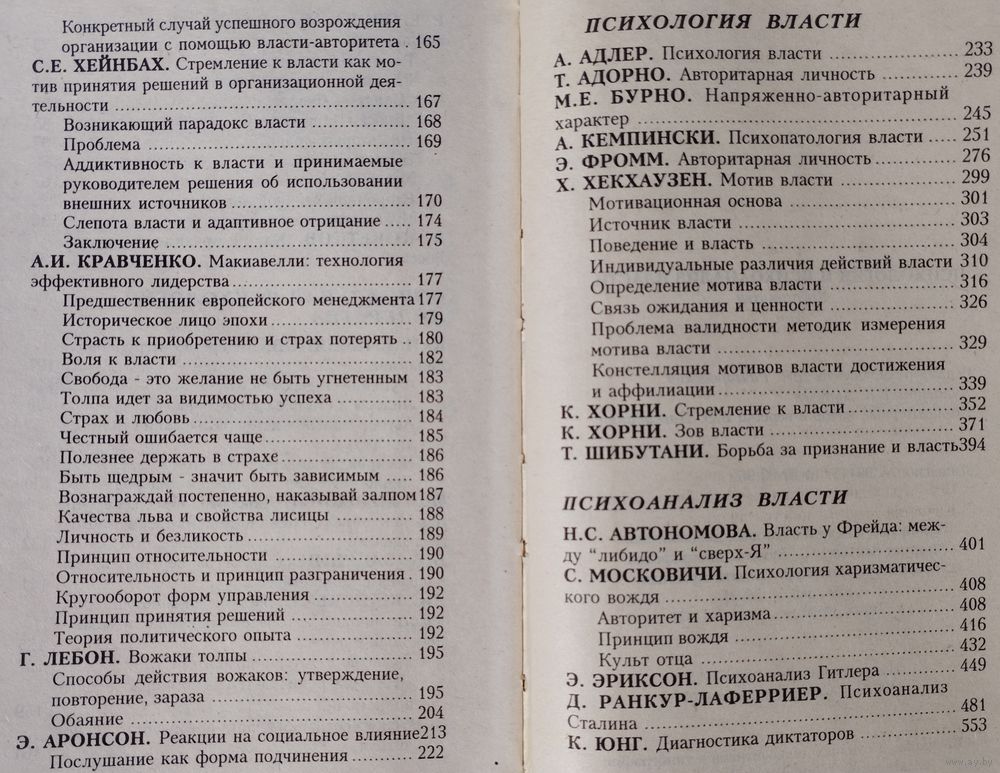 Конкретный случай успешного возрождения
организации с помощью власти-авторитета . 165
С.Е. ХЕЙНБАХ. Стремление к власти как мо-
тив принятия решений в организационной дея-
тельности ........ 167
Возникающий парадокс власти ........ 168
Проблема ........ 169
Аддиктивность к власти и принимаемые
руководителем решения об использовании
внешних источников ........ 170
Слепота власти и адаптивное отрицание ..... 174
Заключение ........ 175
А.И. КРАВЧЕНКО. Макиавелли: технология
эффективного лидерства ........ 177
Предшественник европейского менеджмента 177
Историческое лицо эпохи ........ 179
Страсть к приобретению и страх потерять .. 180
Воля к власти ........ 182
Свобода - это желание не быть угнетенным 183
Толпа идет за видимостью успеха ........ 183
Страх и любовь ........ 184
Честный ошибается чаще ........ 185
Полезнее держать в страхе ........ 186
Быть щедрым - значит быть зависимым ..... 186
Вознаграждай постепенно, наказывай залпом 187
Качества льва и свойства лисицы ........ 188
Личность и безликость ........ 189
Принцип относительности ........ 190
Относительность и принцип разграничения . 190
Кругооборот форм управления ........ 192
Принцип принятия решений ........ 192
Теория политического опыта ........ 192
Г. ЛЕБОН. Вожаки толпы ........ 195
Способы действия вожаков: утверждение,
повторение, зараза ........ 195
Обаяние ........ 204
Э. АРОНСОН. Реакции на социальное влияние 213
Послушание как форма подчинения ........ 222
ПСИХОЛОГИЯ ВЛАСТИ
А. АДЛЕР. Психология власти ........ 233
Т. АДОРНО. Авторитарная личность ........ 239
М.Е. БУРНО. Напряженно-авторитарный
характер ........ 245
А. КЕМПИНСКИ. Психопатология власти ..... 251
Э. ФРОММ. Авторитарная личность ........ 276
Х. ХЕКХАУЗЕН. Мотив власти ........ 299
Мотивационная основа ........ 301
Источник власти ........ 303
Поведение и власть ........ 304
Индивидуальные различия действий власти 310
Определение мотива власти ........ 316
Связь ожидания и ценности ........ 326
Проблема валидности методик измерения
мотива власти ........ 329
Констелляция мотивов власти достижения
и аффилиации ........ 339
К. ХОРНИ. Стремление к власти ........ 352
К. ХОРНИ. Зов власти ........ 371
Т. ШИБУТАНИ. Борьба за признание и власть 394
ПСИХОАНАЛИЗ ВЛАСТИ
Н.С. АВТОНОМОВА. Власть у Фрейда: меж-
ду “либидо” и “сверх-Я” ........ 401
С. МОСКОВИЧИ. Психология харизматичес-
кого вождя ........ 408
Авторитет и харизма ........ 408
Принцип вождя ........ 416
Культ отца ........ 432
Э. ЭРИКСОН. Психоанализ Гитлера ........ 449
Д. РАНКУР-ЛАФЕРРИЕР. Психоанализ
Сталина ........ 481
К. ЮНГ. Диагностика диктаторов ........ 553
www.ay.by